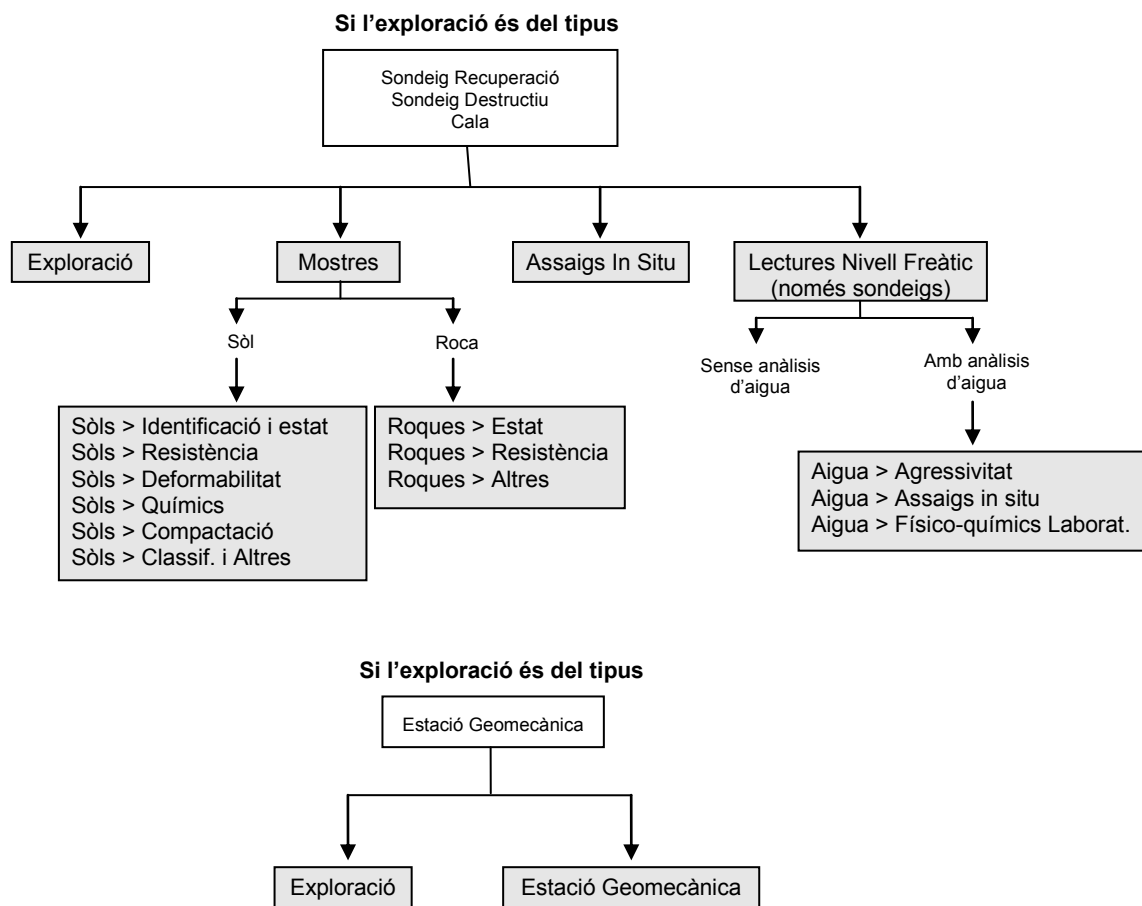 Si l’exploració és del tipus
Sondeig Recuperació
Sondeig Destructiu
Cala
Exploració
Mostres
Assaigs In Situ
Lectures Nivell Freàtic
(només sondeigs)
Sòl
Roca
Sense anàlisis
d’aigua
Amb anàlisis
d’aigua
Sòls > Identificació i estat
Sòls > Resistència
Sòls > Deformabilitat
Sòls > Químics
Sòls > Compactació
Sòls > Classif. i Altres
Roques > Estat
Roques > Resistència
Roques > Altres
Aigua > Agressivitat
Aigua > Assaigs in situ
Aigua > Físico-químics Laborat.
Si l’exploració és del tipus
Estació Geomecànica
Exploració
Estació Geomecànica